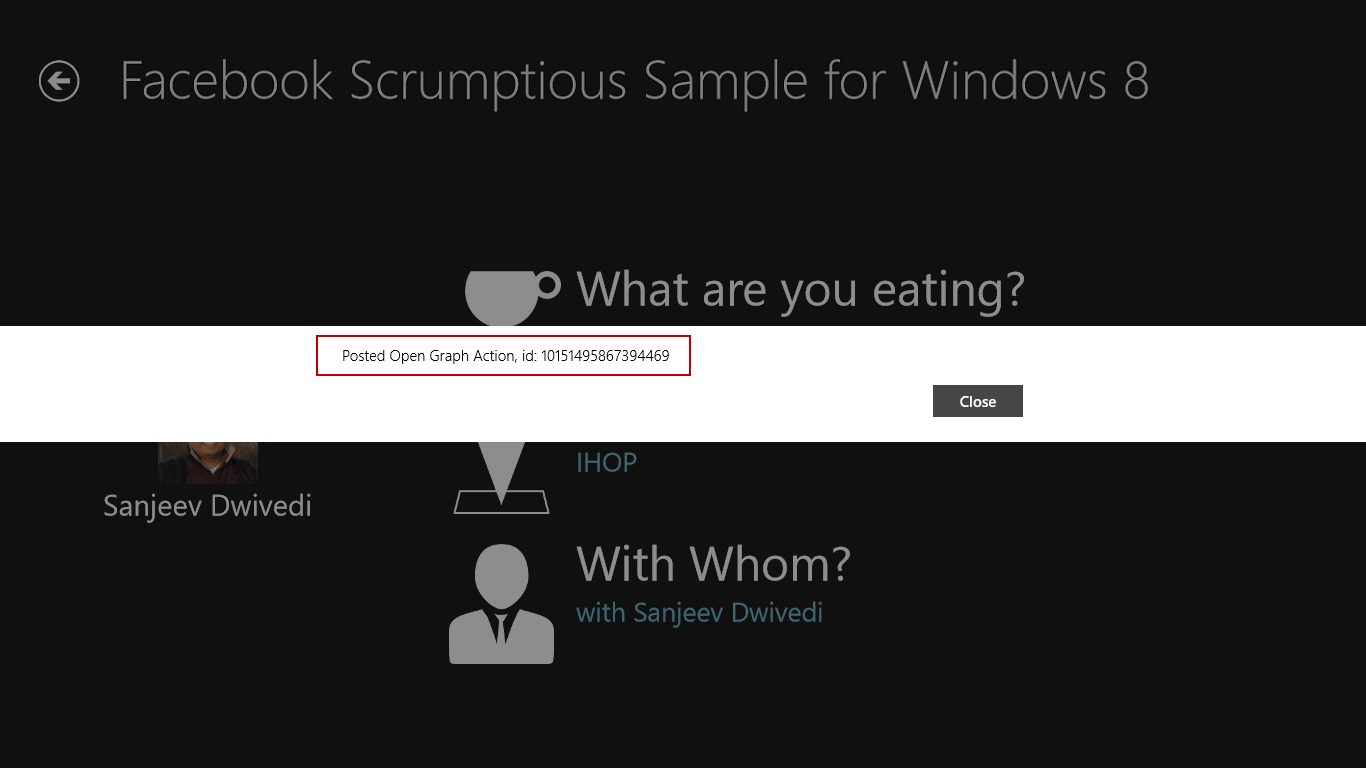 Facebook Scrumptious Sample for Windows 8
What are you eating?
Posted Open Graph Action, id: 10151495867394469
Close
IHOP
Sanjeev Dwivedi
With Whom?
with Sanjeev Dwivedi